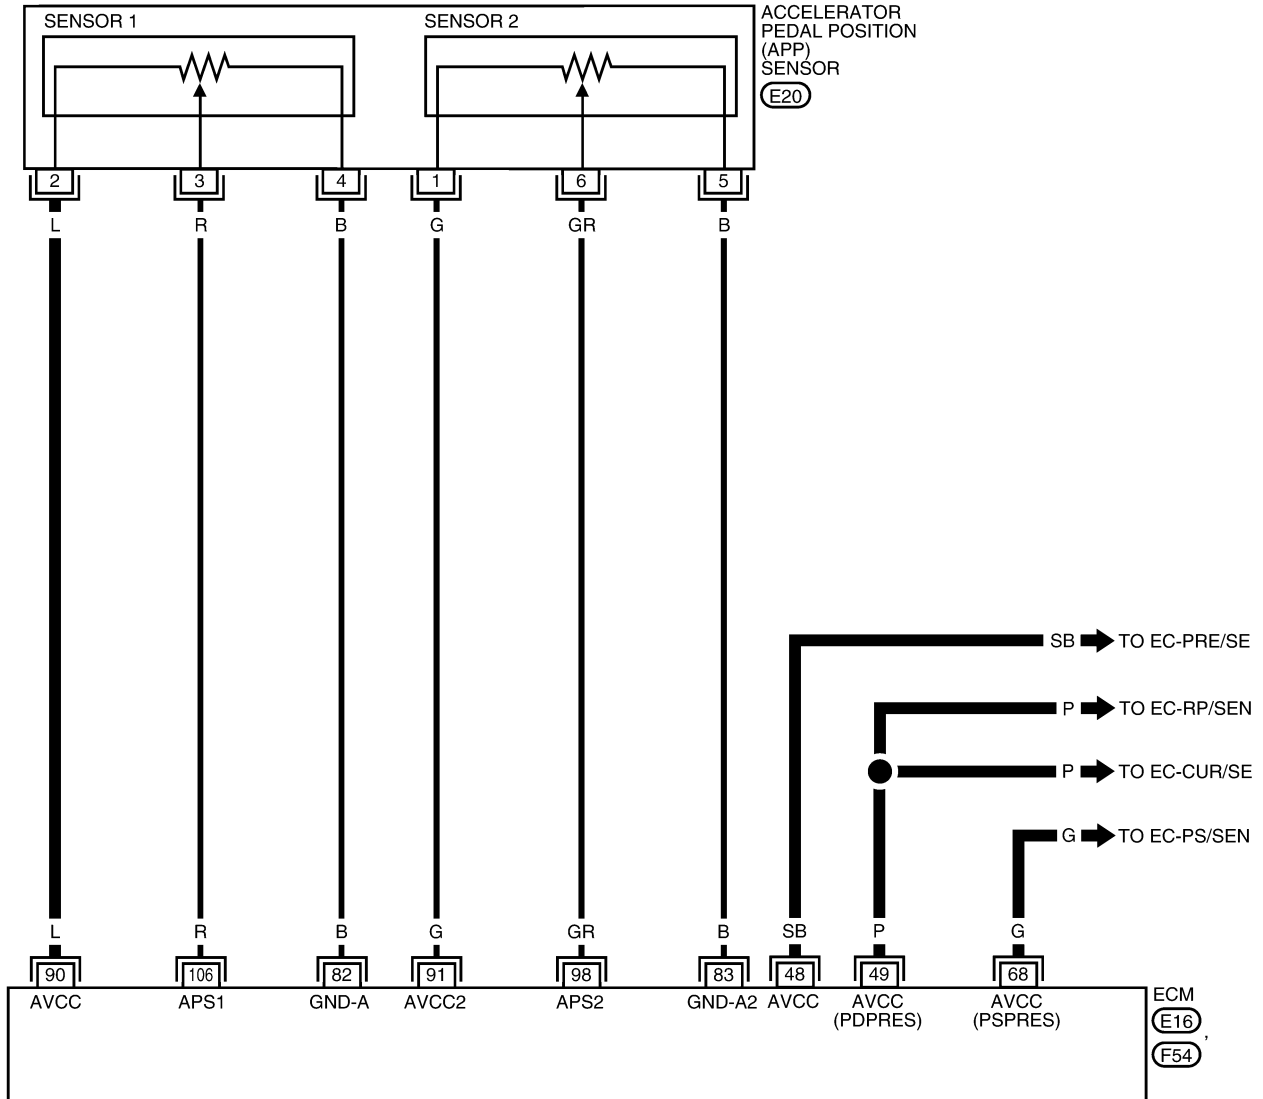 SENSOR 1
SENSOR 2
ACCELERATOR
PEDAL POSITION
(APP)
SENSOR
E20
2 3 4 1 6 5
L R B G GR B
SB TO EC-PRE/SE
P TO EC-RP/SEN
P TO EC-CUR/SE
G TO EC-PS/SEN
L R B G GR B SB P G
90 106 82 91 98 83 48 49 68
AVCC APS1 GND-A AVCC2 APS2 GND-A2 AVCC AVCC AVCC
(PDPRES) (PSPRES)
ECM
E16 ,
F54